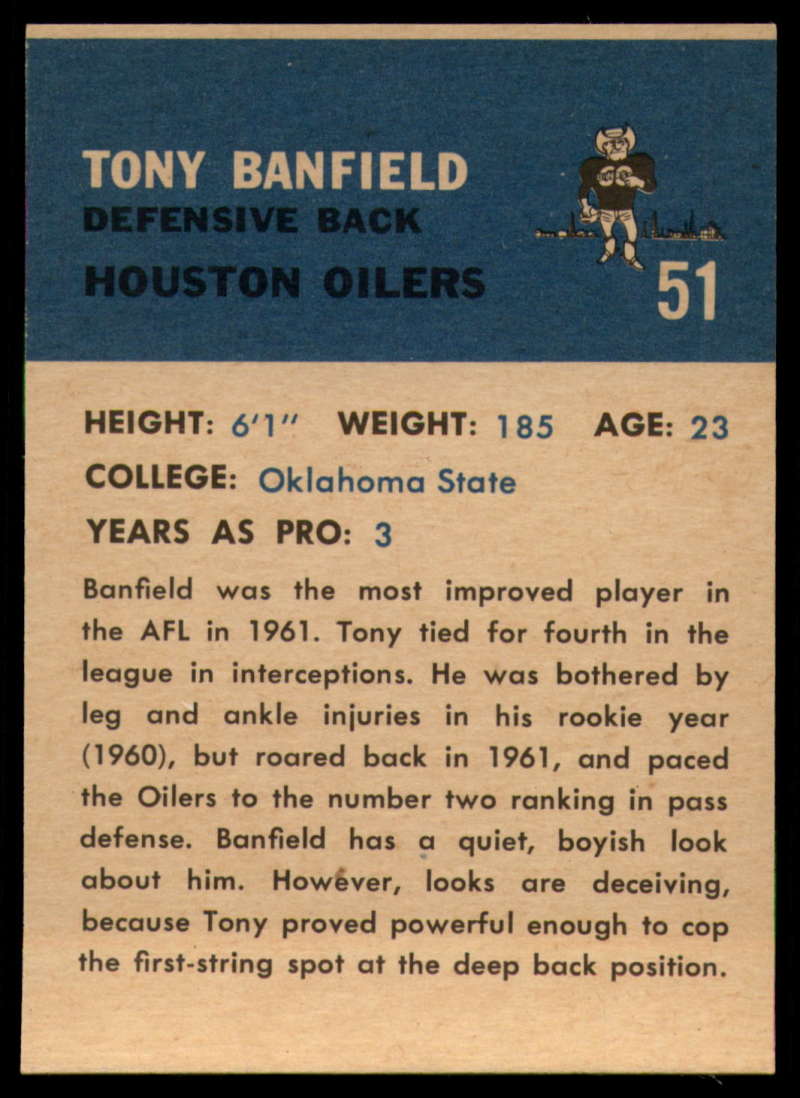 TONY BANFIELD
DEFENSIVE BACK
HOUSTON OILERS
51
HEIGHT: 6'1" WEIGHT: 185 AGE: 23
COLLEGE: Oklahoma State
YEARS AS PRO: 3
Banfield was the most improved player in
the AFL in 1961. Tony tied for fourth in the
league in interceptions. He was bothered by
leg and ankle injuries in his rookie year
(1960), but roared back in 1961, and paced
the Oilers to the number two ranking in pass
defense. Banfield has a quiet, boyish look
about him. However, looks are deceiving,
because Tony proved powerful enough to cop
the first-string spot at the deep back position.